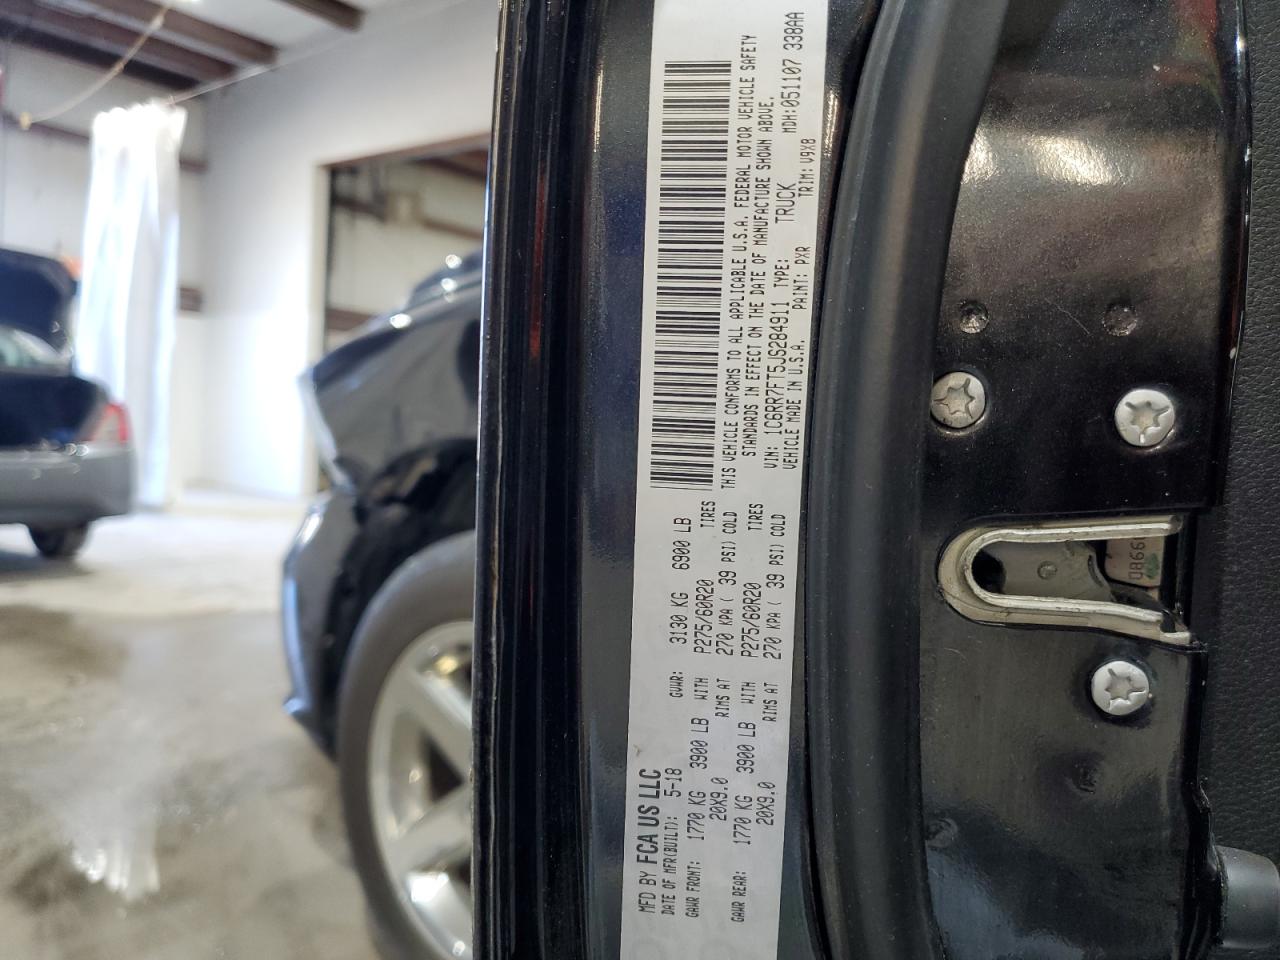 MFD BY FCA US LLC
DATE OF MFR(BUILT): 5-18 GVWR: 3130 KG 6900 LB
GAWR FRONT: 1770 KG 3900 LB WITH P275/60R20 TIRES
20X9.0 RIMS AT 270 KPA( 39 PSI) COLD
GAWR REAR: 1770 KG 3900 LB WITH P275/60R20 TIRES
20X9.0 RIMS AT 270 KPA( 39 PSI) COLD
THIS VEHICLE CONFORMS TO ALL APPLICABLE U.S.A. FEDERAL MOTOR VEHICLE SAFETY
STANDARDS IN EFFECT ON THE DATE OF MANUFACTURE SHOWN ABOVE.
VIN: 1C6RR7FT5JS284911 TYPE: TRUCK MDH:051107 338AA
VEHICLE MADE IN U.S.A. PAINT: PXR TRIM: V9X8